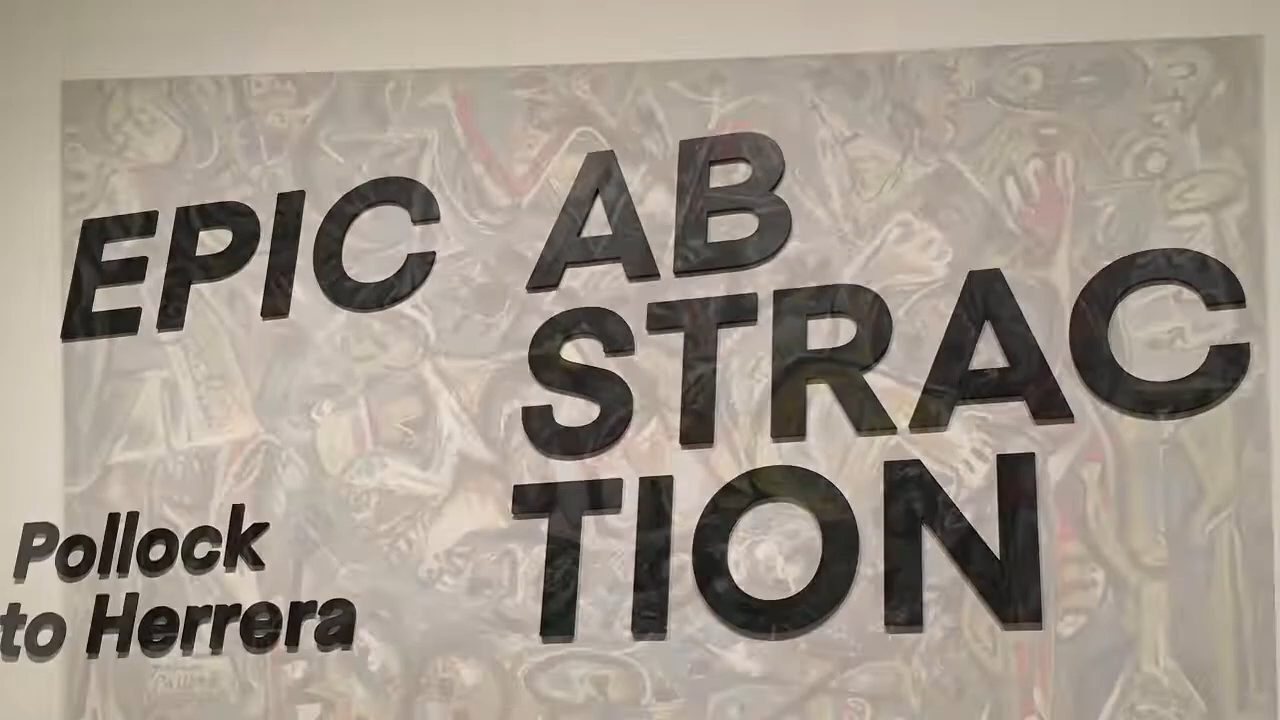 EPIC AB
STRAC
TION
Pollock
to Herrera